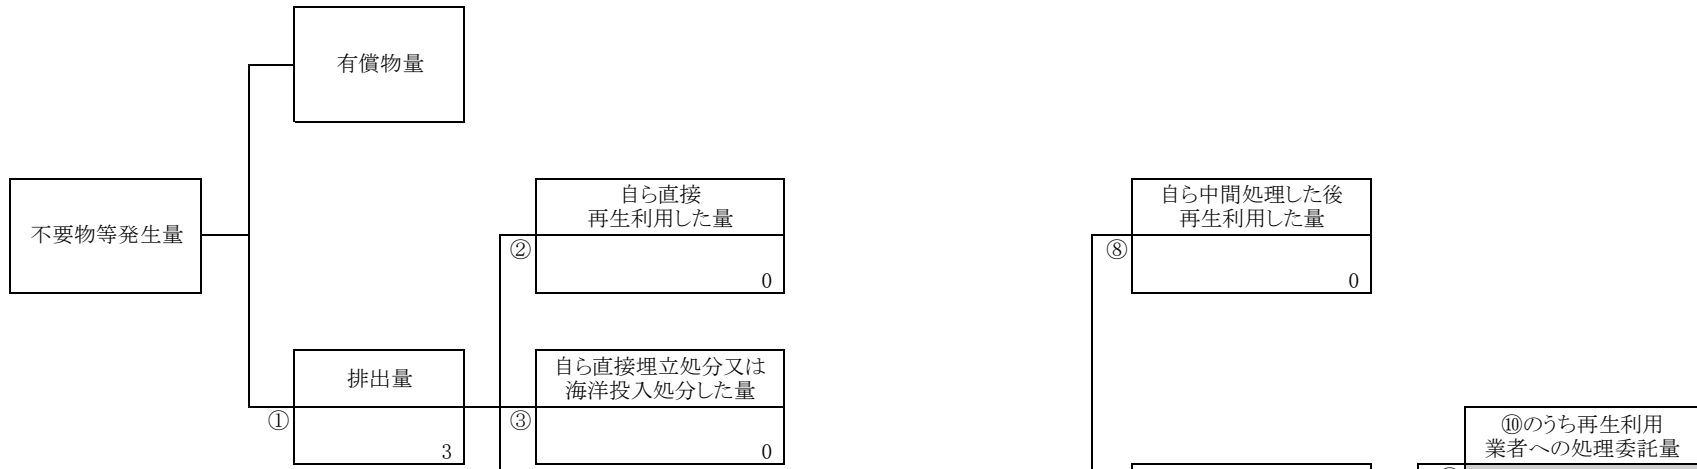 有償物量
不要物等発生量
自ら直接
再生利用した量
②
0
自ら中間処理した後
再生利用した量
⑧
0
排出量
①
3
自ら直接埋立処分又は
海洋投入処分した量
③
0
⑩のうち再生利用
業者への処理委託量